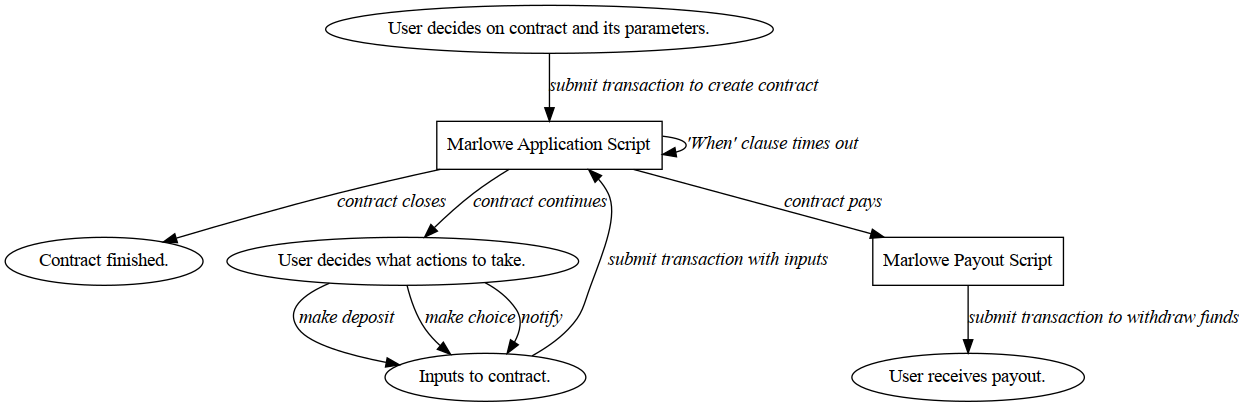 User decides on contract and its parameters.
submit transaction to create contract
Marlowe Application Script
'When' clause times out
contract closes
contract continues
contract pays
Contract finished.
User decides what actions to take.
submit transaction with inputs
Marlowe Payout Script
make deposit
make choice
notify
submit transaction to withdraw funds
Inputs to contract.
User receives payout.